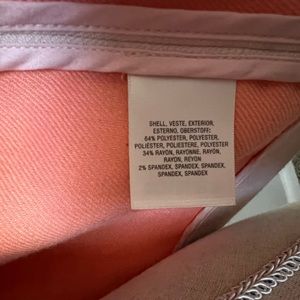 SHELL, VESTE, EXTERIOR,
ESTERNO, OBERSTOFF:
64% POLYESTER, POLYESTER,
POLIÉSTER, POLIESTERE, POLYESTER
34% RAYON, RAYONNE, RAYON,
RAYON, REYON
2% SPANDEX, SPANDEX, SPANDEX,
SPANDEX, SPANDEX